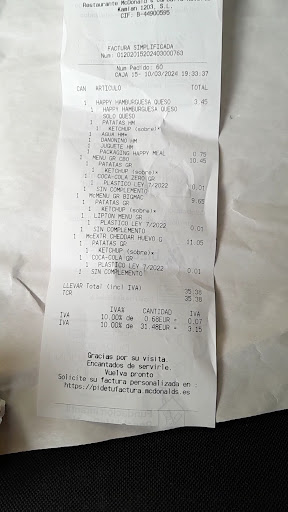 Restaurante McDonald's
Kamlan 1203, S.L.
CIF: B-44900595
FACTURA SIMPLIFICADA
Num: 01202015202403000763
Num Pedido: 60
CAJA 15- 10/03/2024 19:33:37
CAN ARTICULO TOTAL
1 HAPPY HAMBURGUESA QUESO 3.45
1 HAPPY HAMBURGUESA QUESO
SOLO QUESO
1 PATATAS HM
1 KETCHUP (sobre)*
1 AGUA HM*
1 DANONINO HM
1 JUGUETE HM
1 PACKAGING HAPPY MEAL 0.75
1 MENU GR CBO 10.45
1 PATATAS GR
1 KETCHUP (sobre)*
1 COCA-COLA ZERO GR
1 PLASTICO LEY 7/2022 0.01
1 SIN COMPLEMENTO
1 McMENU GR BIGMAC 9.65
1 PATATAS GR
1 KETCHUP (sobre)*
1 LIPTON MENU GR
1 PLASTICO LEY 7/2022 0.01
1 SIN COMPLEMENTO
1 McEXTR CHEDDAR HUEVO G 11.05
1 PATATAS GR
1 KETCHUP (sobre)*
1 COCA-COLA GR
1 PLASTICO LEY 7/2022 0.01
1 SIN COMPLEMENTO
LLEVAR Total (incl IVA) 35.38
TCR 35.38
IVA% CANTIDAD IVA
IVA 10.00% de 0.68EUR = 0.07
IVA 10.00% de 31.48EUR = 3.15
Gracias por su visita.
Encantados de servirle.
Vuelva pronto
Solicite su factura personalizada en :
https://pidetufactura.mcdonalds.es